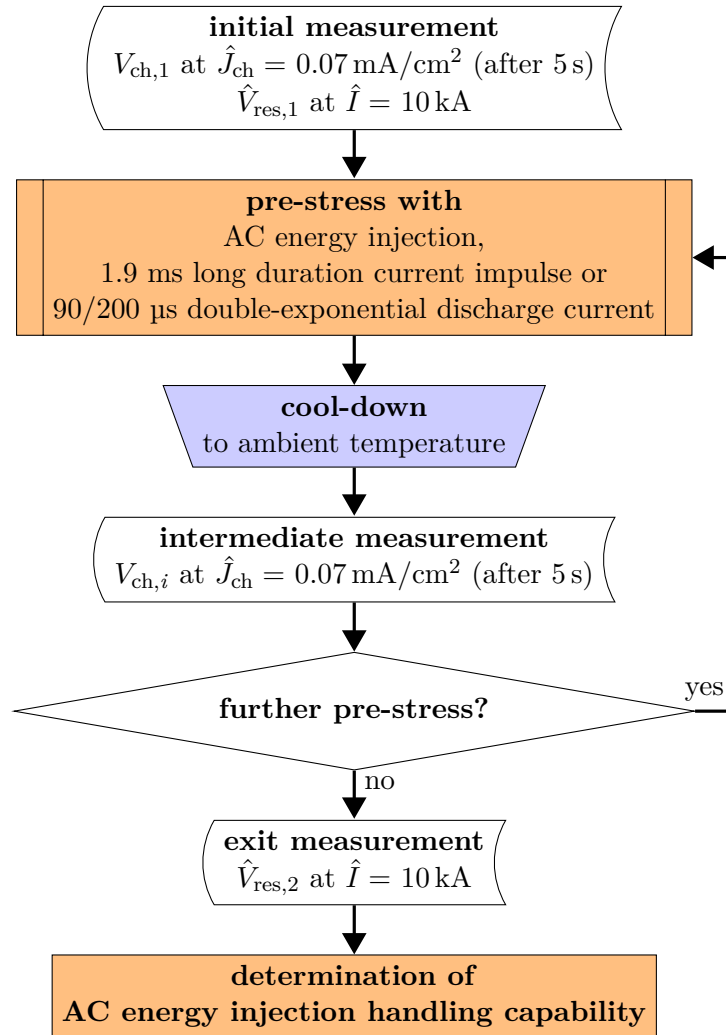 initial measurement
V_ch,1 at Ĵ_ch = 0.07 mA/cm² (after 5 s)
V̂_res,1 at Î = 10 kA
pre-stress with
AC energy injection,
1.9 ms long duration current impulse or
90/200 µs double-exponential discharge current
cool-down
to ambient temperature
intermediate measurement
V_ch,i at Ĵ_ch = 0.07 mA/cm² (after 5 s)
further pre-stress?
yes
no
exit measurement
V̂_res,2 at Î = 10 kA
determination of
AC energy injection handling capability